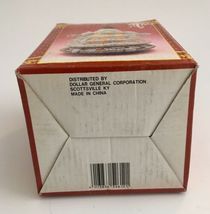 DISTRIBUTED BY
DOLLAR GENERAL CORPORATION
SCOTTSVILLE KY
MADE IN CHINA